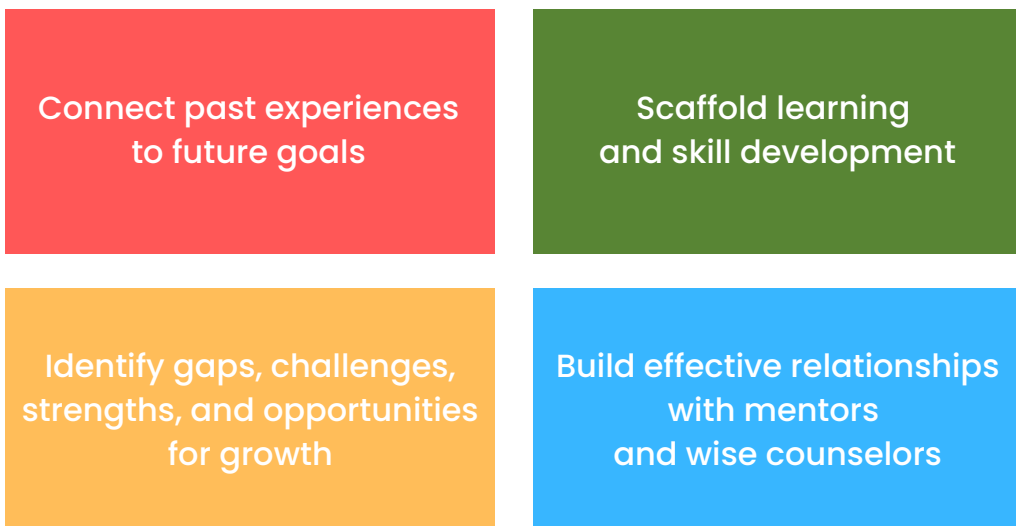 Connect past experiences
to future goals
Scaffold learning
and skill development
Identify gaps, challenges,
strengths, and opportunities
for growth
Build effective relationships
with mentors
and wise counselors